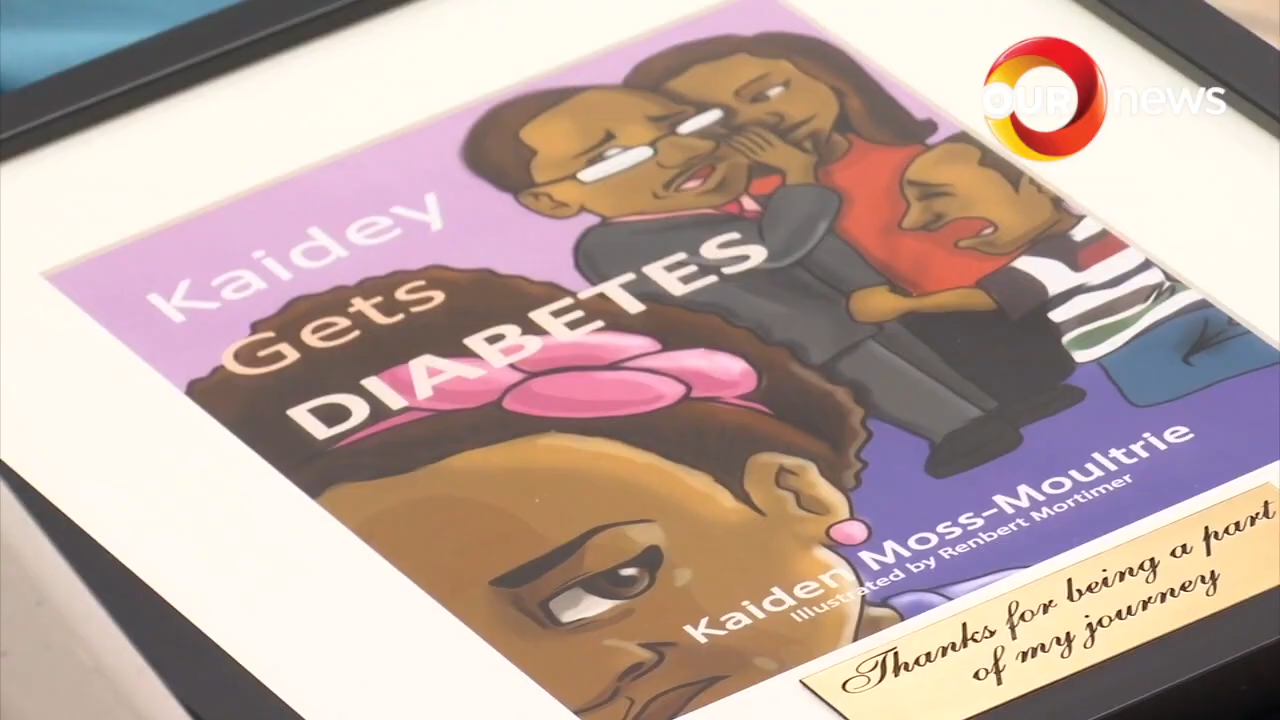 OUR news
Kaidey
Gets
DIABETES
Kaiden Moss-Moultrie
Illustrated by Renbert Mortimer
Thanks for being a part
of my journey